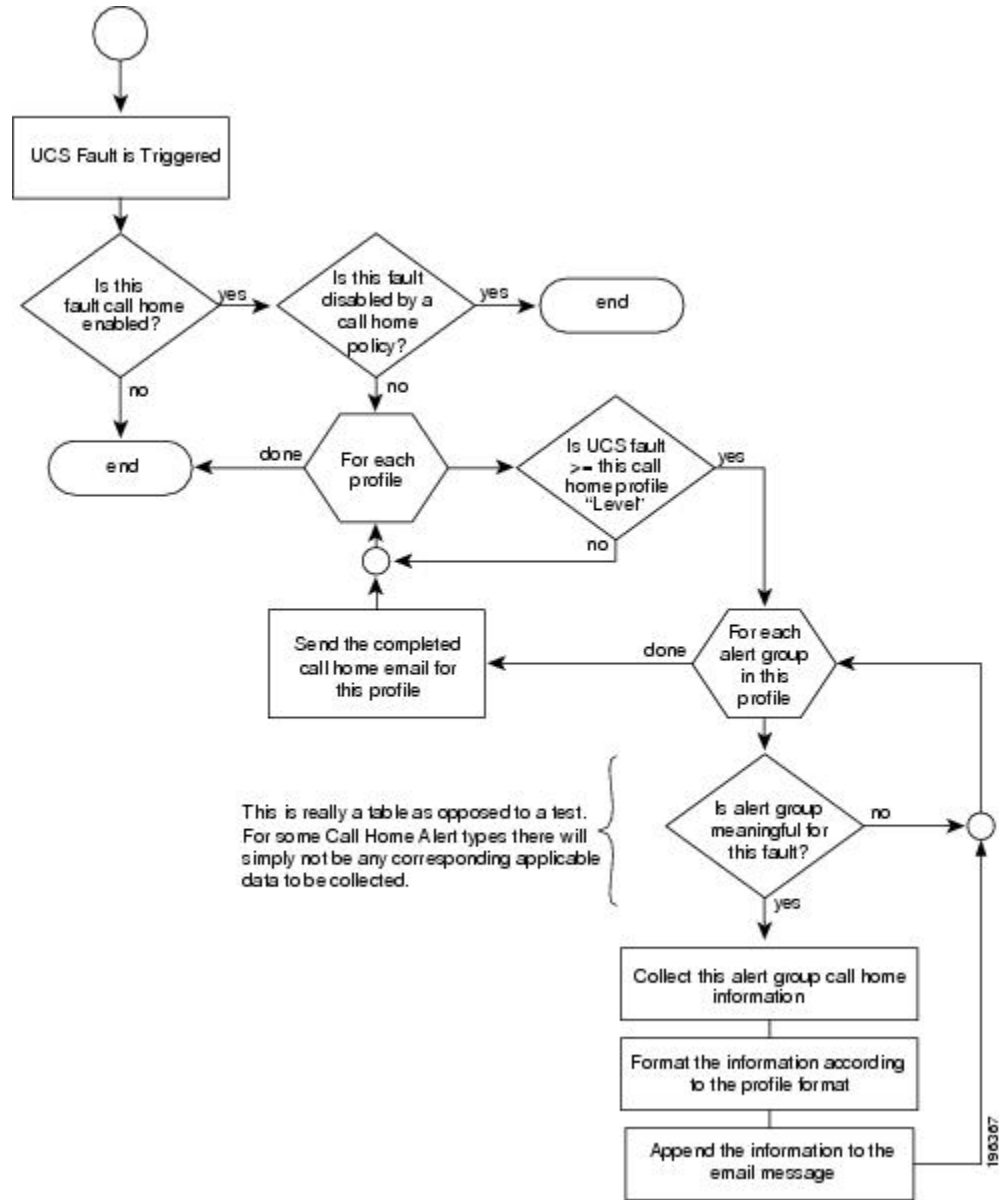 UCS Fault is Triggered
Is this
fault call home
enabled?
yes
Is this fault
disabled by a
call home
policy?
yes
end
no
no
end
done
For each
profile
Is UCS fault
>= this call
home profile
“Level”
yes
no
Send the completed
call home email for
this profile
done
For each
alert group
in this
profile
This is really a table as opposed to a test.
For some Call Home Alert types there will
simply not be any corresponding applicable
data to be collected.
Is alert group
meaningful for
this fault?
no
yes
Collect this alert group call home
information
Format the information according
to the profile format
Append the information to the
email message
196367